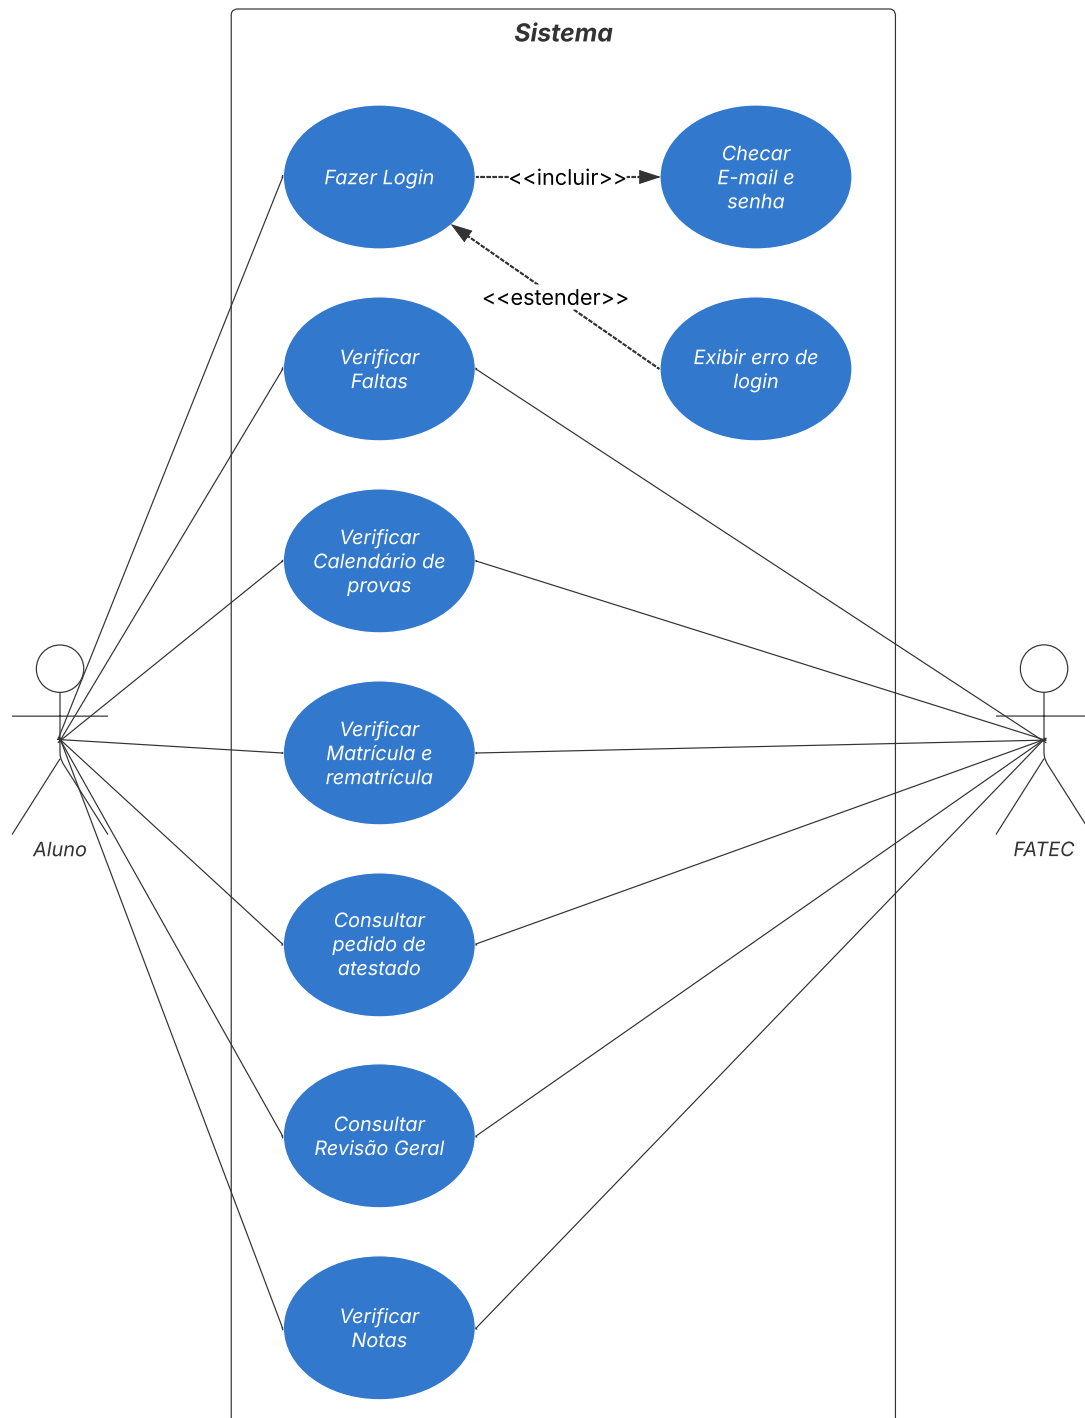 Sistema
Fazer Login
<<incluir>>
Checar
E-mail e
senha
<<estender>>
Verificar
Faltas
Exibir erro de
login
Verificar
Calendário de
provas
Verificar
Matrícula e
rematrícula
Aluno
FATEC
Consultar
pedido de
atestado
Consultar
Revisão Geral
Verificar
Notas